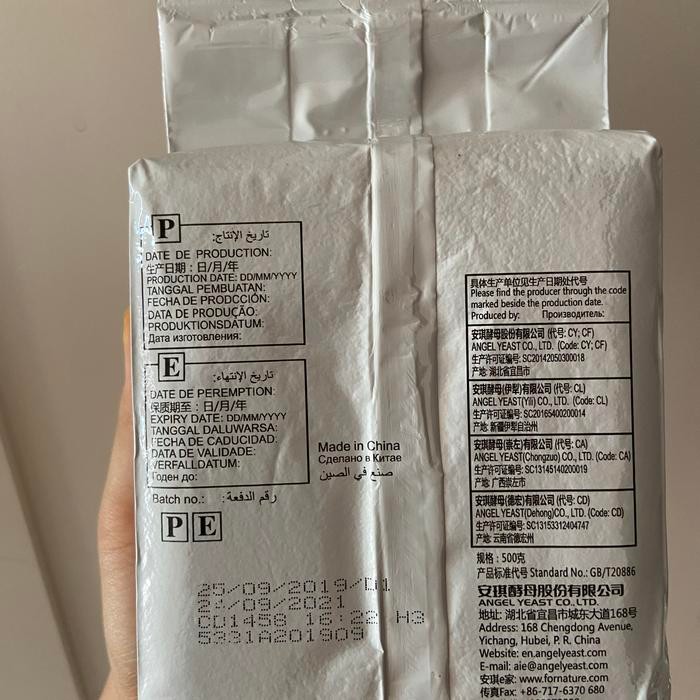 P
تاريخ الإنتاج:
DATE DE PRODUCTION:
生产日期：日/月/年
PRODUCTION DATE: DD/MM/YYYY
TANGGAL PEMBUATAN:
FECHA DE PRODCCIÓN:
DATA DE PRODUÇÃO:
PRODUKTIONSDATUM:
Дата изготовления:
E
تاريخ الإنتهاء:
DATE DE PEREMPTION:
保质期至：日/月/年
EXPIRY DATE: DD/MM/YYYY
TANGGAL DALUWARSA:
FECHA DE CADUCIDAD:
DATA DE VALIDADE:
VERFALLDATUM:
Годен до:
Batch no.: رقم الدفعة:
P E
Made in China
Сделано в Китае
صنع في الصين
25/09/2019/D1
24/09/2021
CD1458 16:22 H3
5331A201909
具体生产单位见生产日期处代号
Please find the producer through the code
marked beside the production date.
Produced by: Производитель:
安琪酵母股份有限公司 (代号: CY; CF)
ANGEL YEAST CO., LTD. (Code: CY; CF)
生产许可证编号: SC20142050300018
产地: 湖北省宜昌市
安琪酵母(伊犁)有限公司 (代号: CL)
ANGEL YEAST(Yili) CO., LTD. (Code: CL)
生产许可证编号: SC20165400200014
产地: 新疆伊犁自治州
安琪酵母(崇左)有限公司 (代号: CA)
ANGEL YEAST(Chongzuo) CO., LTD. (Code: CA)
生产许可证编号: SC13145140200019
产地: 广西崇左市
安琪酵母(德宏)有限公司 (代号: CD)
ANGEL YEAST(Dehong)CO., LTD. (Code: CD)
生产许可证编号: SC13153312404747
产地: 云南省德宏州
规格：500克
产品标准代号 Standard No.: GB/T20886
安琪酵母股份有限公司
ANGEL YEAST CO.,LTD.
地址: 湖北省宜昌市城东大道168号
Address: 168 Chengdong Avenue,
Yichang, Hubei, P. R. China
Website: en.angelyeast.com
E-mail: aie@angelyeast.com
安琪e家: www.fornature.com
传真Fax: +86-717-6370 680